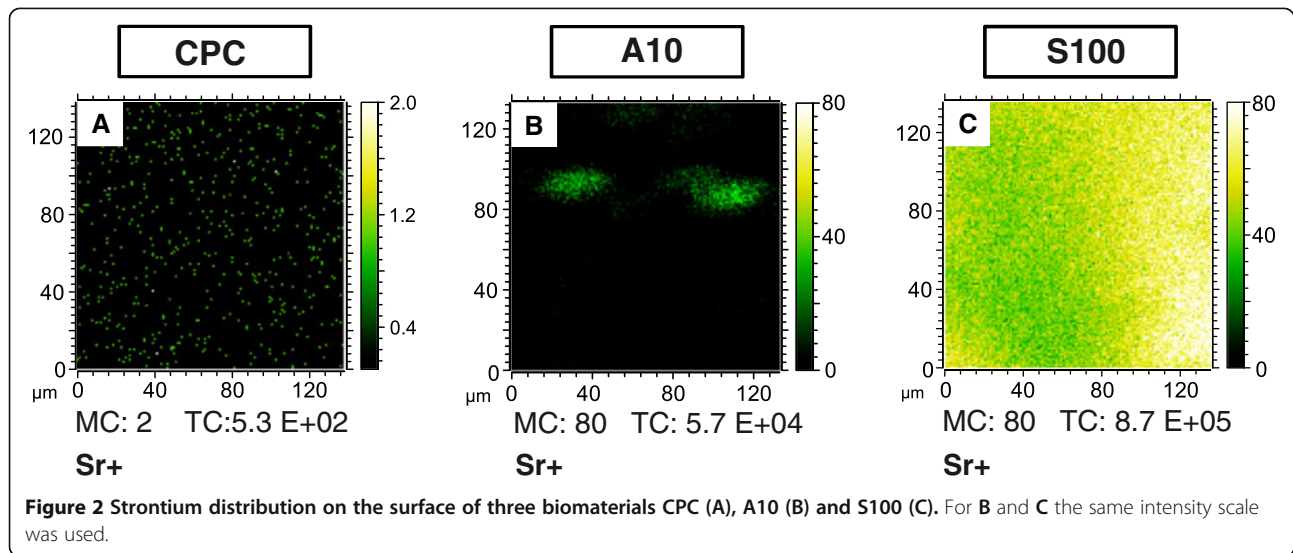 CPC
A10
S100
A
B
C
2.0
1.2
0.4
80
40
0
80
40
0
120
80
40
0
120
80
40
0
120
80
40
0
µm
0 40 80 120
µm
0 40 80 120
µm
0 40 80 120
MC: 2 TC:5.3 E+02
MC: 80 TC: 5.7 E+04
MC: 80 TC: 8.7 E+05
Sr+
Sr+
Sr+
Figure 2 Strontium distribution on the surface of three biomaterials CPC (A), A10 (B) and S100 (C). For B and C the same intensity scale
was used.